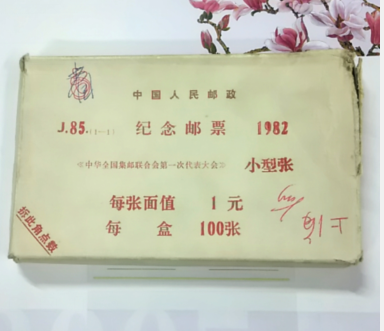 中国人民邮政
J.85.(1-1) 纪念邮票 1982
《中华全国集邮联合会第一次代表大会》 小型张
每张面值 1元
每盒 100张
拆此角点数